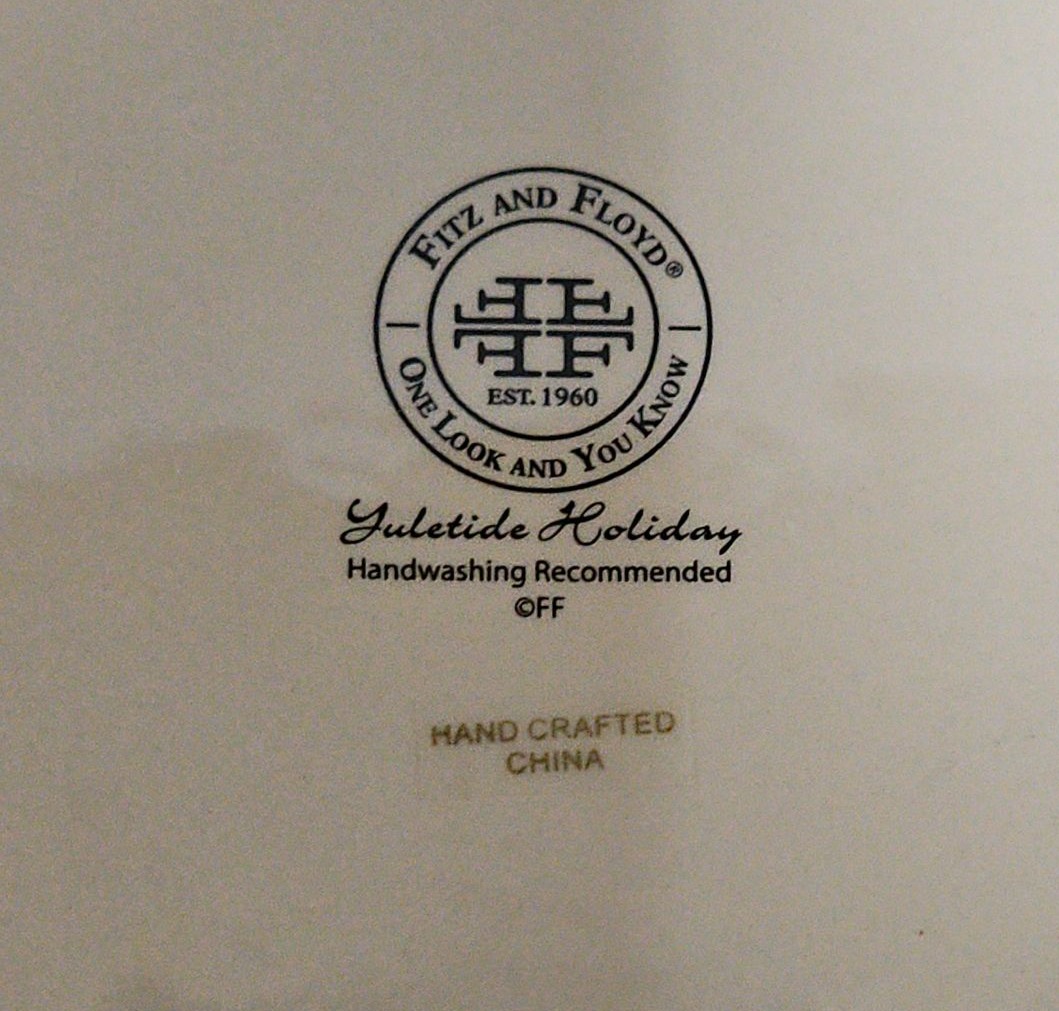 FITZ AND FLOYD®
EST. 1960
ONE LOOK AND YOU KNOW
Yuletide Holiday
Handwashing Recommended
©FF
HAND CRAFTED
CHINA